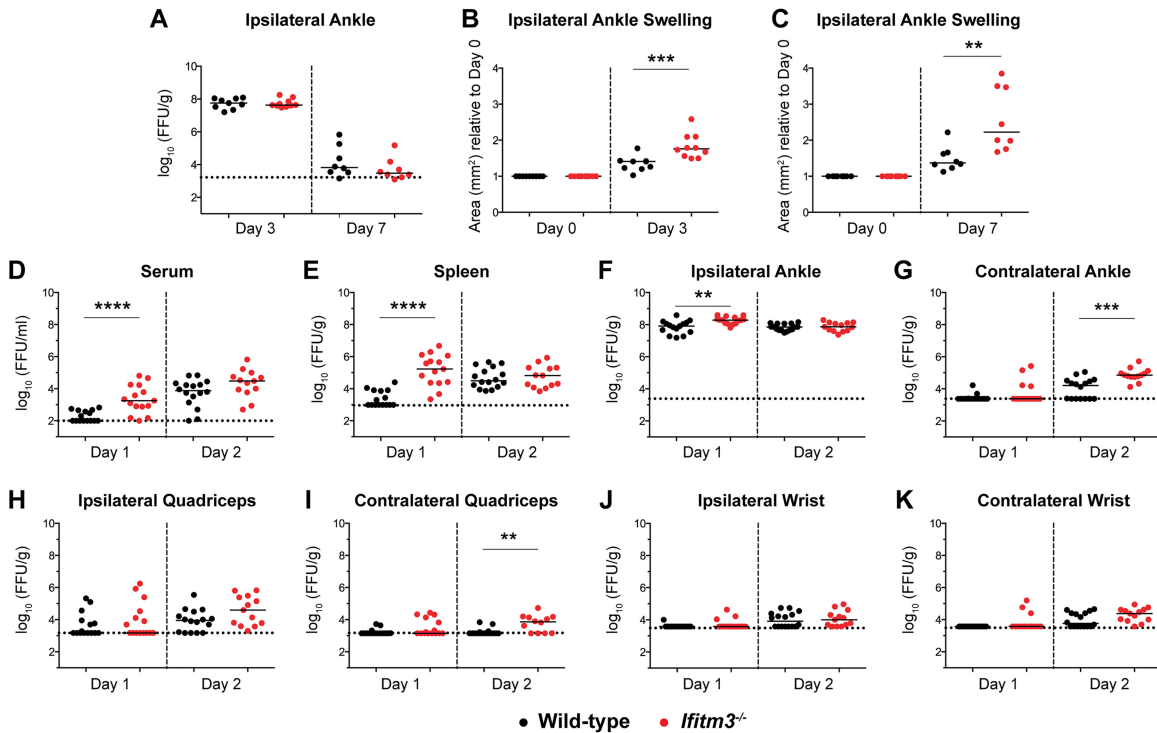 A Ipsilateral Ankle
log10 (FFU/g)
10
8
6
4
2
Day 3 Day 7
B Ipsilateral Ankle Swelling
Area (mm²) relative to Day 0
4
3
2
1
0
***
Day 0 Day 3
C Ipsilateral Ankle Swelling
Area (mm²) relative to Day 0
4
3
2
1
0
**
Day 0 Day 7
D Serum
log10 (FFU/ml)
10
8
6
4
2
****
Day 1 Day 2
E Spleen
log10 (FFU/g)
10
8
6
4
2
****
Day 1 Day 2
F Ipsilateral Ankle
log10 (FFU/g)
10
8
6
4
2
**
Day 1 Day 2
G Contralateral Ankle
log10 (FFU/g)
10
8
6
4
2
***
Day 1 Day 2
H Ipsilateral Quadriceps
log10 (FFU/g)
10
8
6
4
2
Day 1 Day 2
I Contralateral Quadriceps
log10 (FFU/g)
10
8
6
4
2
**
Day 1 Day 2
J Ipsilateral Wrist
log10 (FFU/g)
10
8
6
4
2
Day 1 Day 2
K Contralateral Wrist
log10 (FFU/g)
10
8
6
4
2
Day 1 Day 2
Wild-type Ifitm3-/-